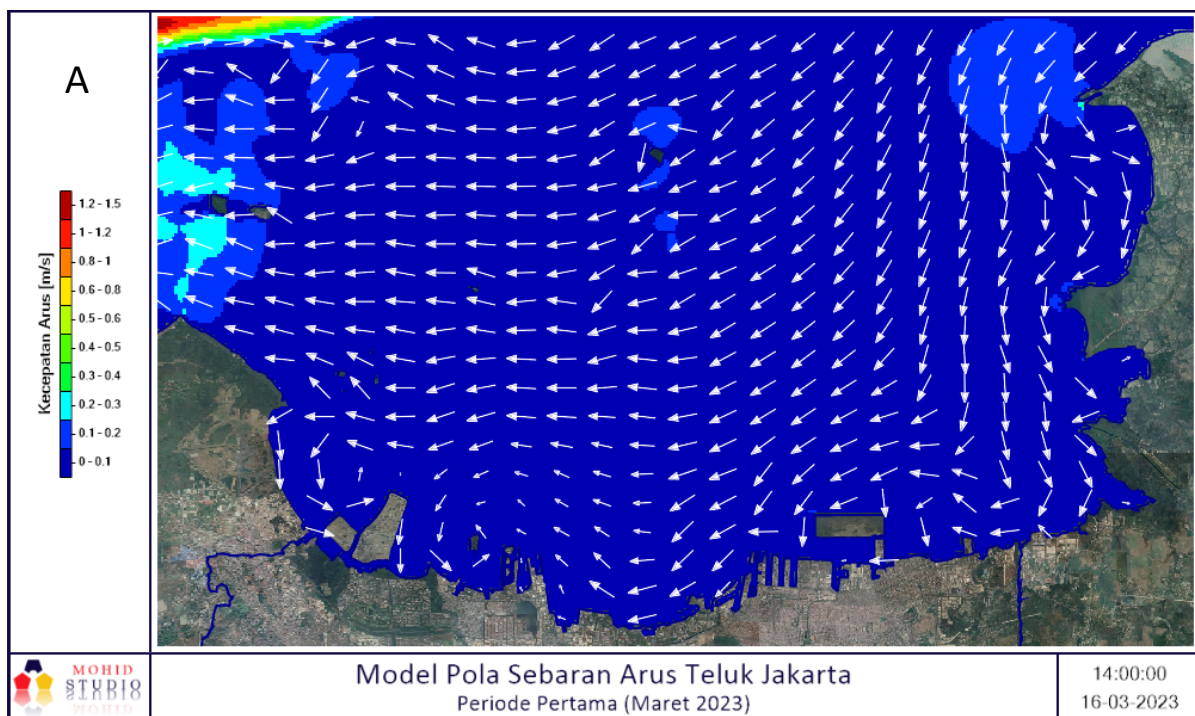 A
Kecepatan Arus [m/s]
1.2 - 1.5
1 - 1.2
0.8 - 1
0.6 - 0.8
0.5 - 0.6
0.4 - 0.5
0.3 - 0.4
0.2 - 0.3
0.1 - 0.2
0 - 0.1
MOHID
STUDIO
Model Pola Sebaran Arus Teluk Jakarta
Periode Pertama (Maret 2023)
14:00:00
16-03-2023